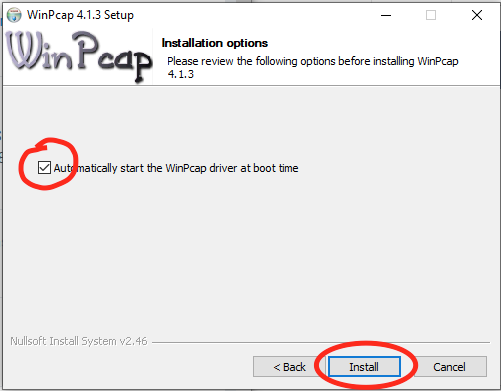 WinPcap 4.1.3 Setup
WinPcap
Installation options
Please review the following options before installing WinPcap
4.1.3
Automatically start the WinPcap driver at boot time
Nullsoft Install System v2.46
< Back
Install
Cancel